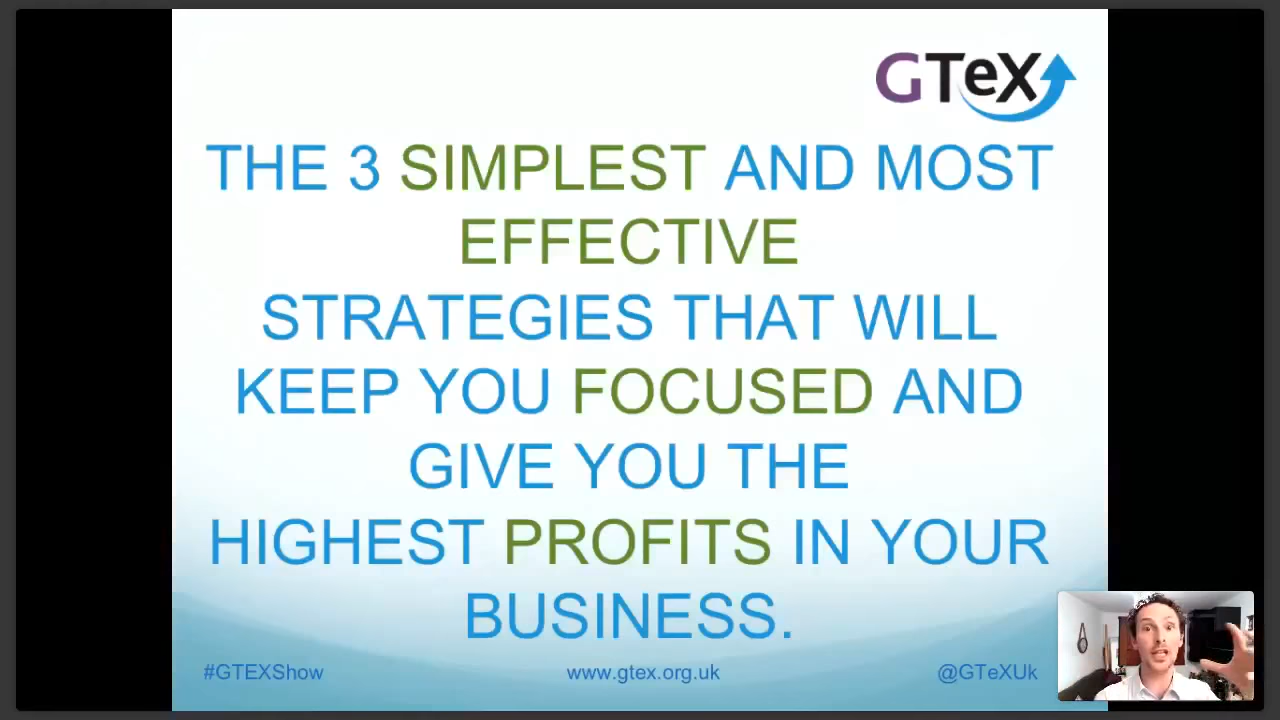 GTeX
THE 3 SIMPLEST AND MOST
EFFECTIVE
STRATEGIES THAT WILL
KEEP YOU FOCUSED AND
GIVE YOU THE
HIGHEST PROFITS IN YOUR
BUSINESS.
#GTEXShow www.gtex.org.uk @GTeXUk